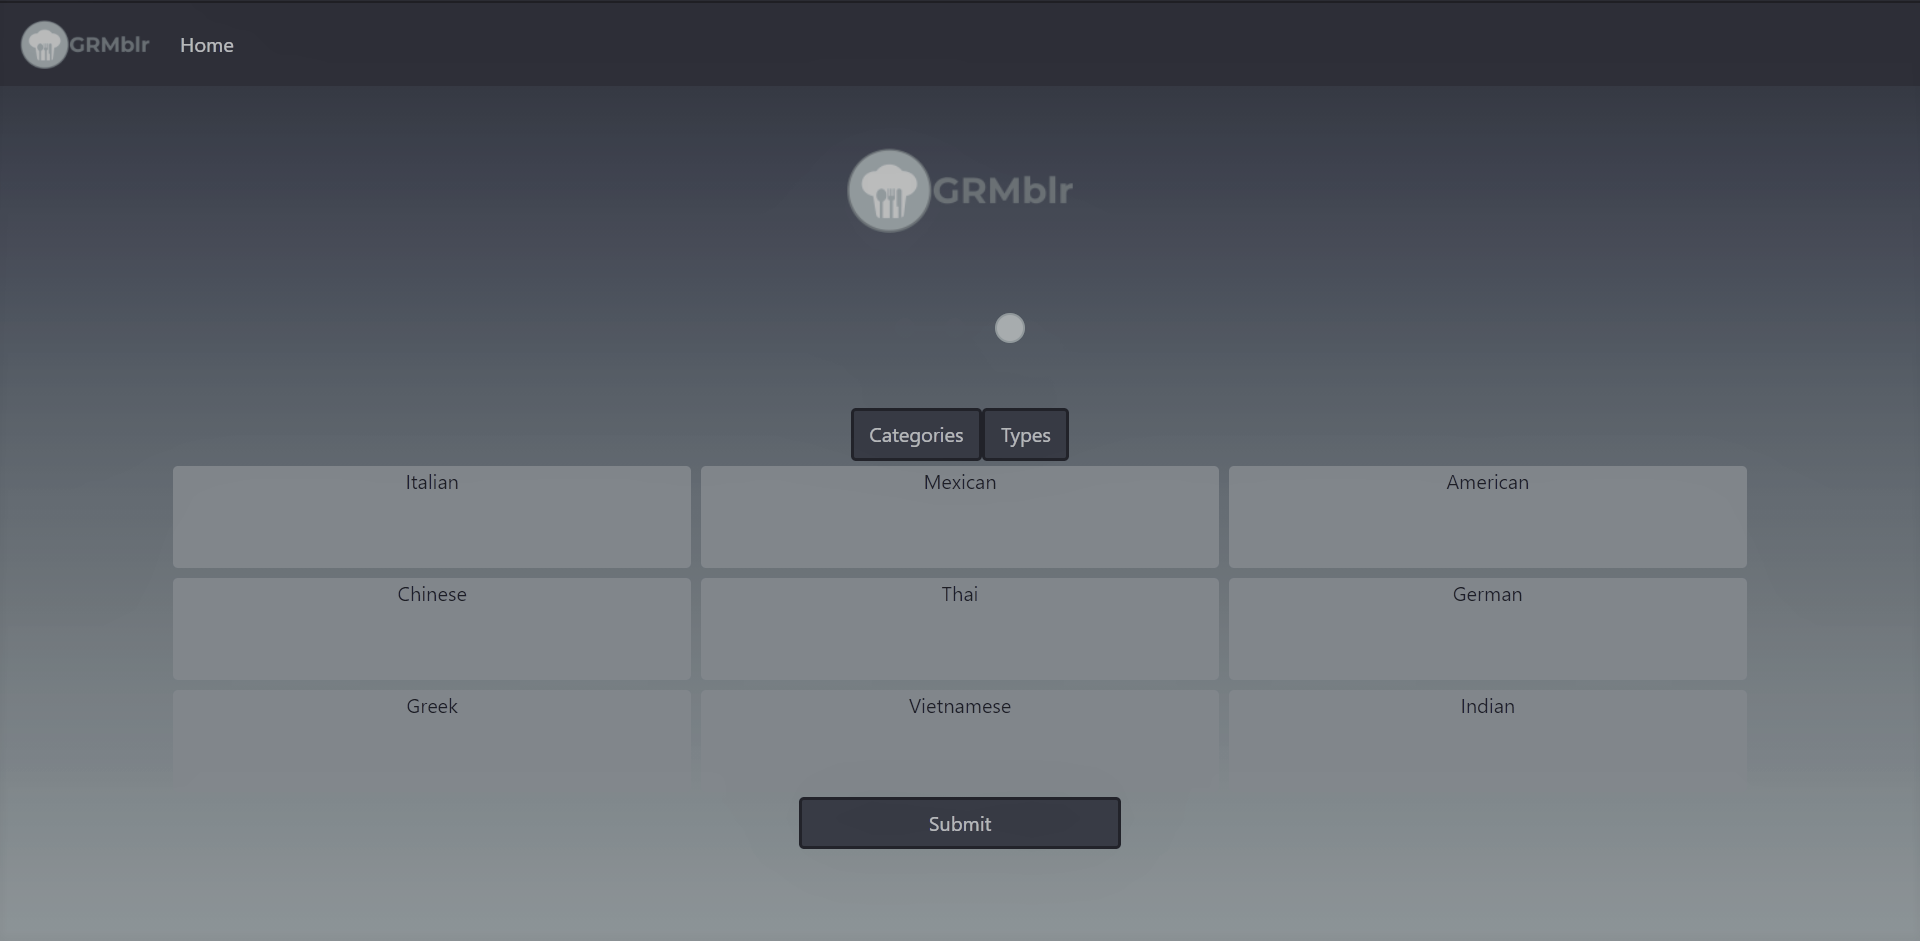 GRMblr Home
GRMblr
Categories Types
Italian Mexican American
Chinese Thai German
Greek Vietnamese Indian
Submit